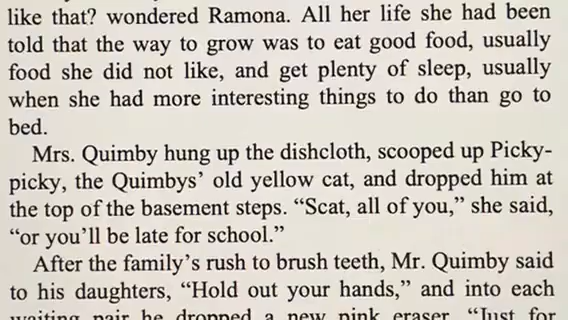 like that? wondered Ramona. All her life she had been
told that the way to grow was to eat good food, usually
food she did not like, and get plenty of sleep, usually
when she had more interesting things to do than go to
bed.
Mrs. Quimby hung up the dishcloth, scooped up Picky-
picky, the Quimbys’ old yellow cat, and dropped him at
the top of the basement steps. “Scat, all of you,” she said,
“or you’ll be late for school.”
After the family’s rush to brush teeth, Mr. Quimby said
to his daughters, “Hold out your hands,” and into each
waiting pair he dropped a new pink eraser. “Just for